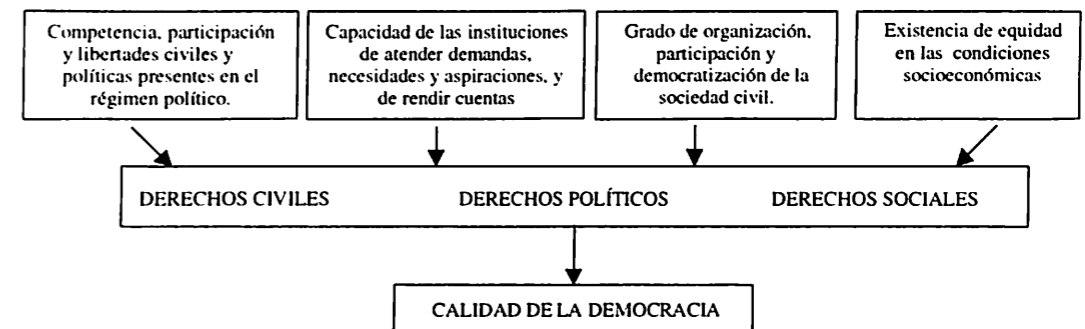 Competencia, participación
y libertades civiles y
políticas presentes en el
régimen político.
Capacidad de las instituciones
de atender demandas,
necesidades y aspiraciones, y
de rendir cuentas
Grado de organización,
participación y
democratización de la
sociedad civil.
Existencia de equidad
en las condiciones
socioeconómicas
DERECHOS CIVILES DERECHOS POLÍTICOS DERECHOS SOCIALES
CALIDAD DE LA DEMOCRACIA